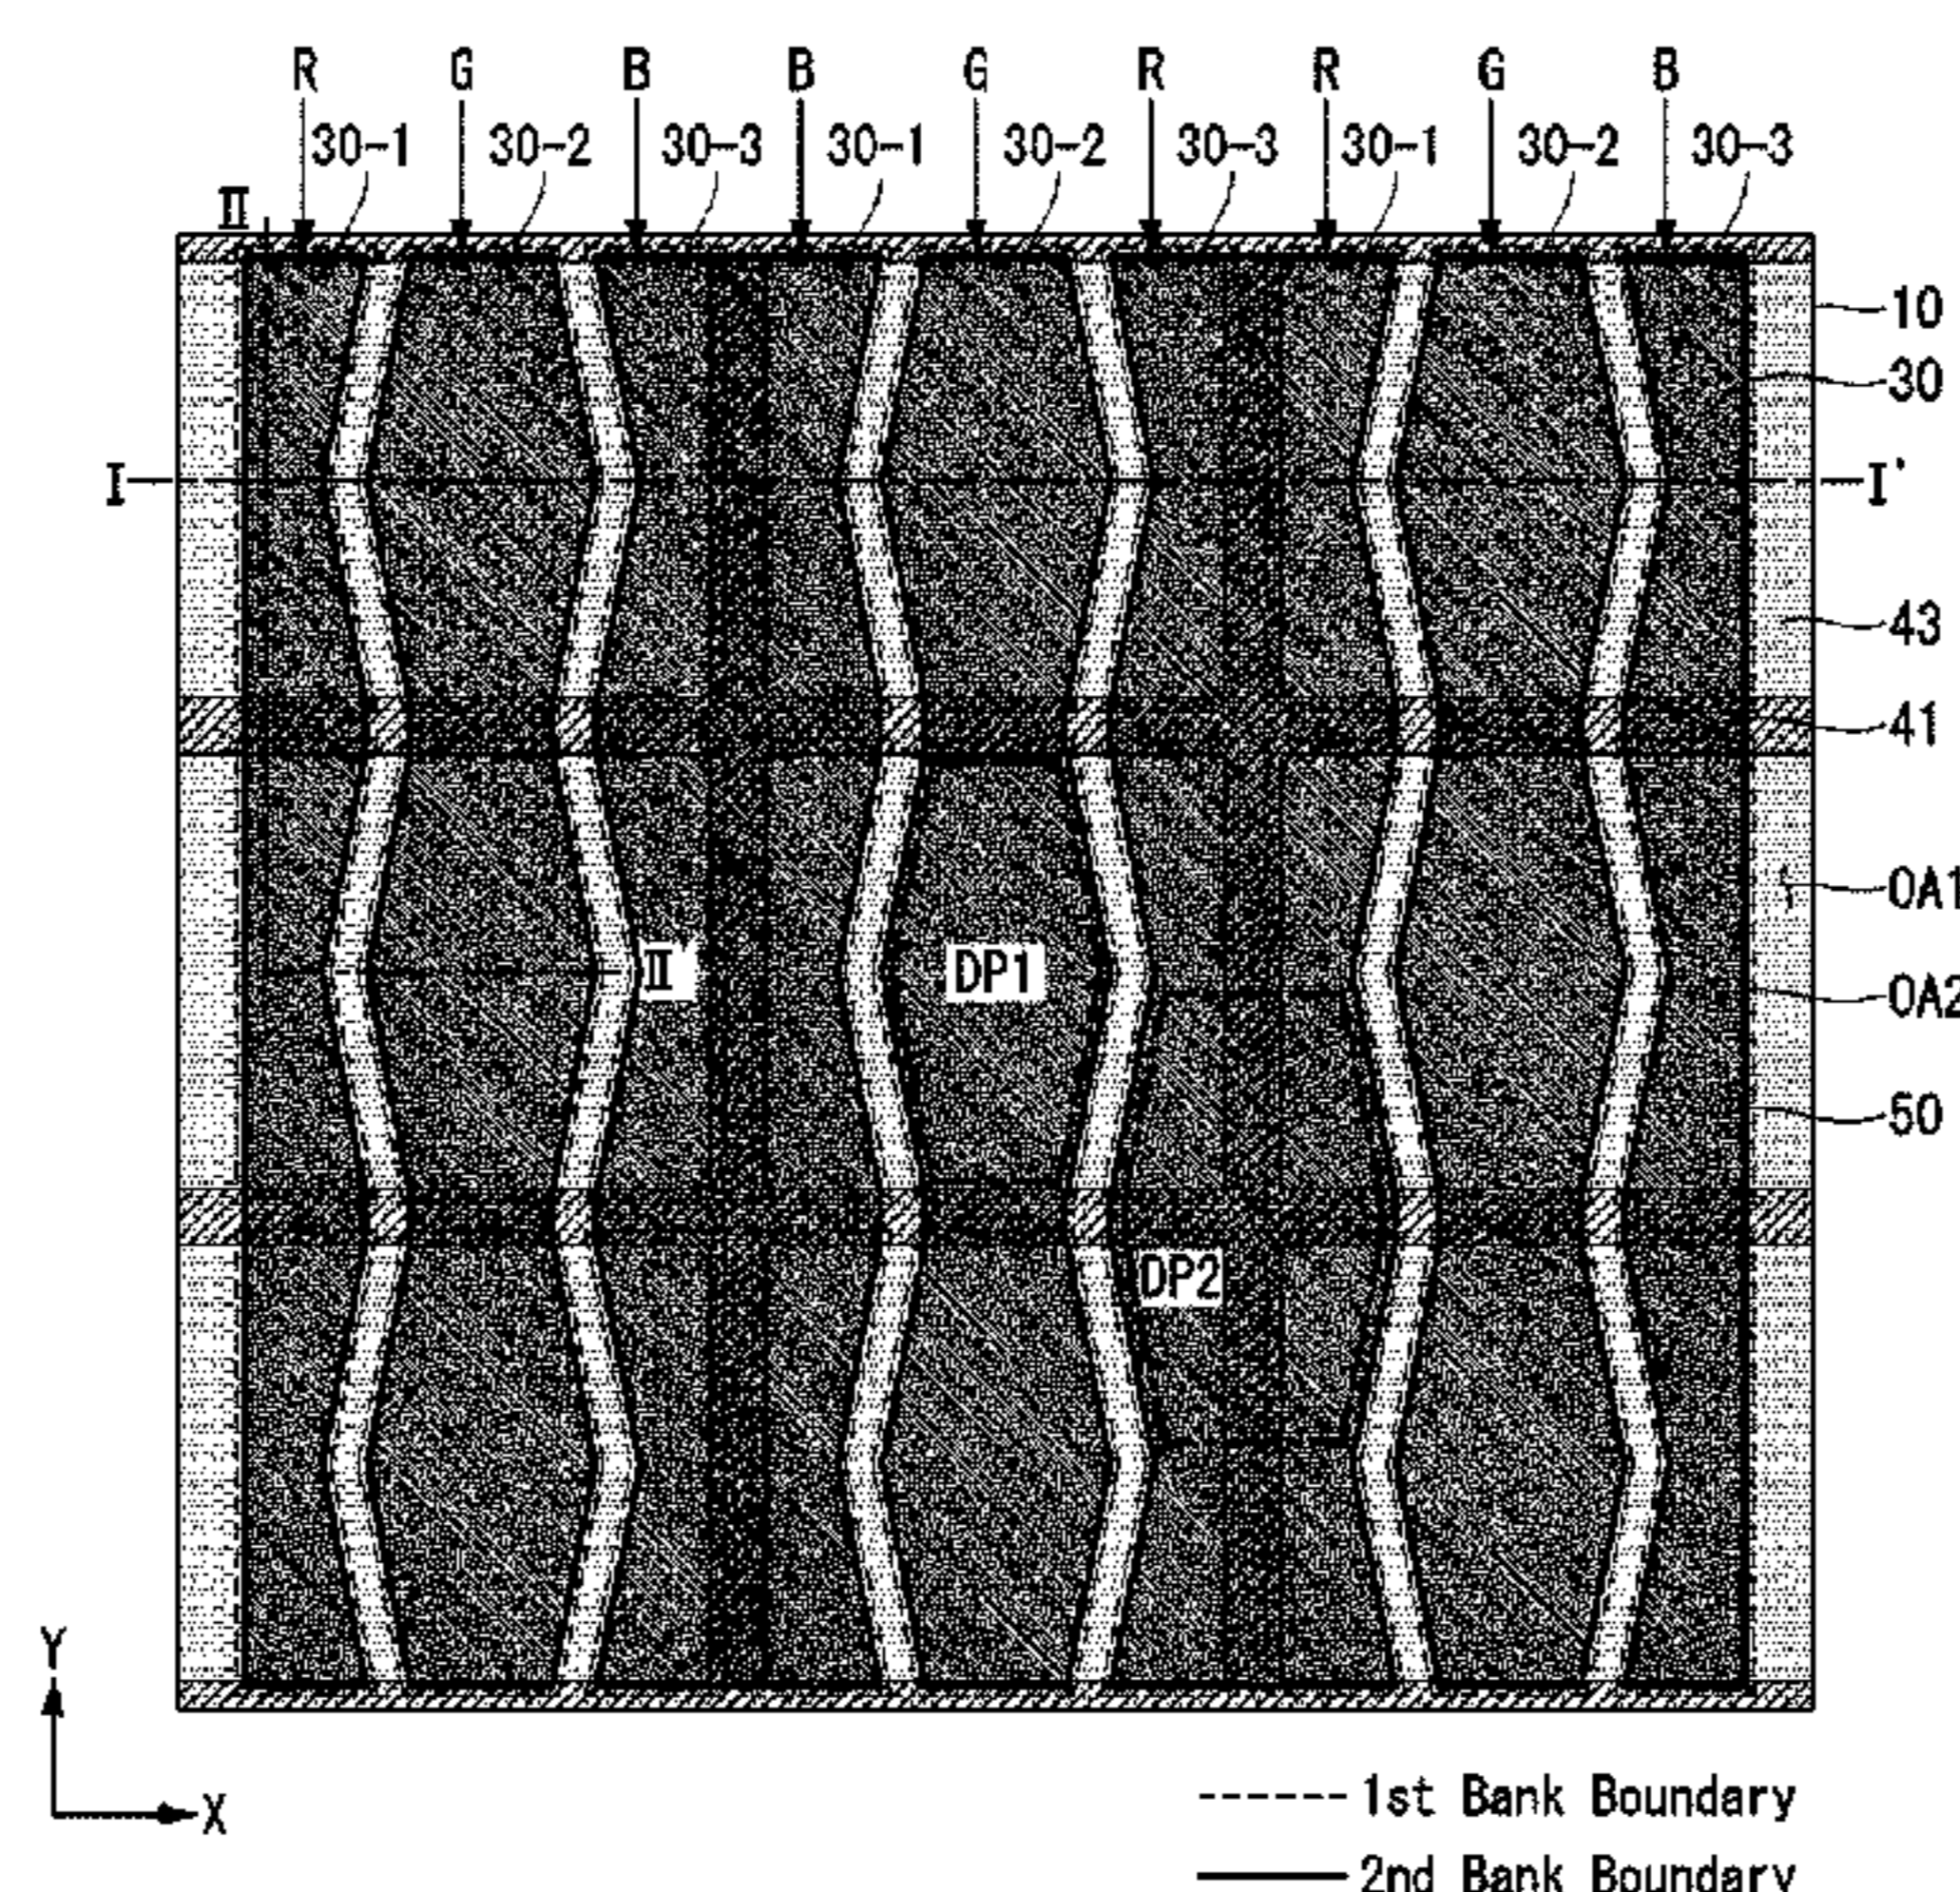 R G B B G R R G B
30-1 30-2 30-3 30-1 30-2 30-3 30-1 30-2 30-3
II
10
30
I I'
43
41
OA1
DP1
II'
OA2
50
DP2
Y
X
1st Bank Boundary
2nd Bank Boundary